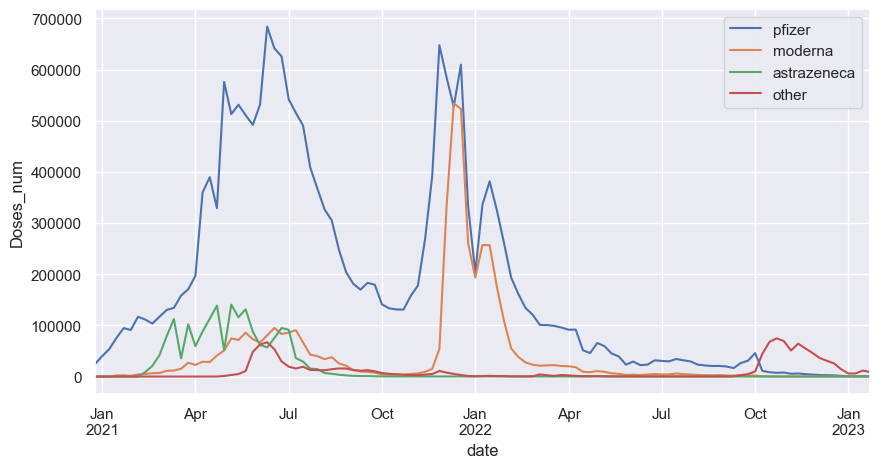 700000
600000
500000
400000
300000
200000
100000
0
Doses_num
pfizer
moderna
astrazeneca
other
Jan Apr Jul Oct Jan Apr Jul Oct Jan
2021 2022 2023
date